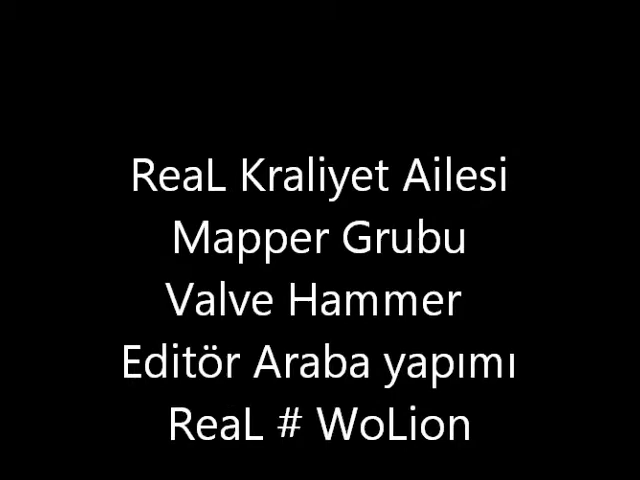 ReaL Kraliyet Ailesi
Mapper Grubu
Valve Hammer
Editör Araba yapımı
ReaL # WoLion